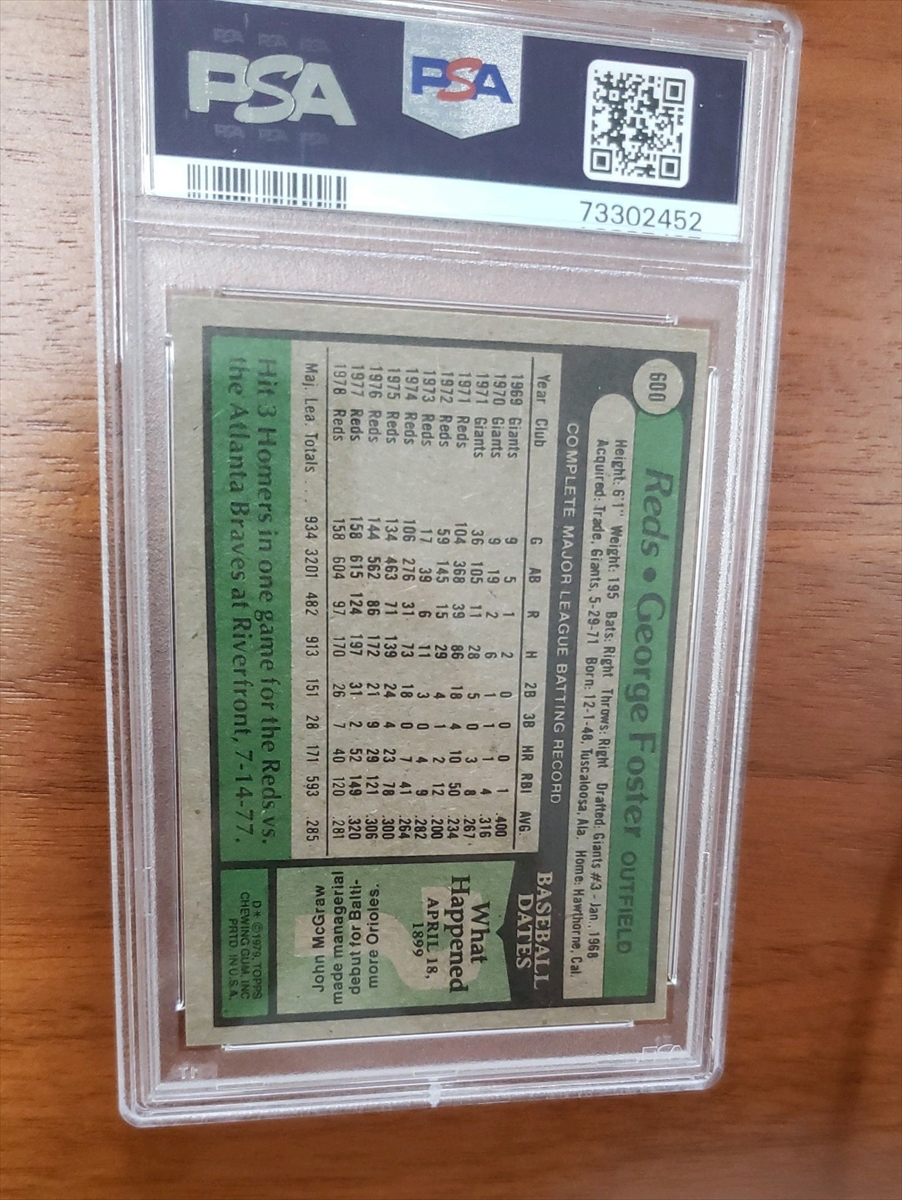 PSA
PSA
73302452
600
Reds • George Foster OUTFIELD
Height: 6'1" Weight: 195 Bats: Right Throws: Right Drafted: Giants #3 - Jan., 1968
Acquired: Trade, Giants, 5-29-71 Born: 12-1-48, Tuscaloosa, Ala. Home: Hawthorne, Cal.
COMPLETE MAJOR LEAGUE BATTING RECORD
Year Club G AB R H 2B 3B HR RBI AVG.
1969 Giants 9 5 1 2 0 0 0 1 .400
1970 Giants 9 19 2 6 1 1 1 4 .316
1971 Giants 36 105 11 28 5 0 3 8 .267
1971 Reds 104 368 39 86 18 4 10 50 .234
1972 Reds 59 145 15 29 4 1 2 12 .200
1973 Reds 17 39 6 11 3 0 4 9 .282
1974 Reds 106 276 31 73 18 0 7 41 .264
1975 Reds 134 463 71 139 24 4 23 78 .300
1976 Reds 144 562 86 172 21 9 29 121 .306
1977 Reds 158 615 124 197 31 2 52 149 .320
1978 Reds 158 604 97 170 26 7 40 120 .281
Maj. Lea. Totals ... 934 3201 482 913 151 28 171 593 .285
Hit 3 Homers in one game for the Reds vs.
the Atlanta Braves at Riverfront, 7-14-77.
BASEBALL
DATES
What
Happened
APRIL 18,
1899
John McGraw
made managerial
debut for Balti-
more Orioles.
D* ©1979, TOPPS
CHEWING GUM, INC
PRTD. IN U.S.A.
PSA